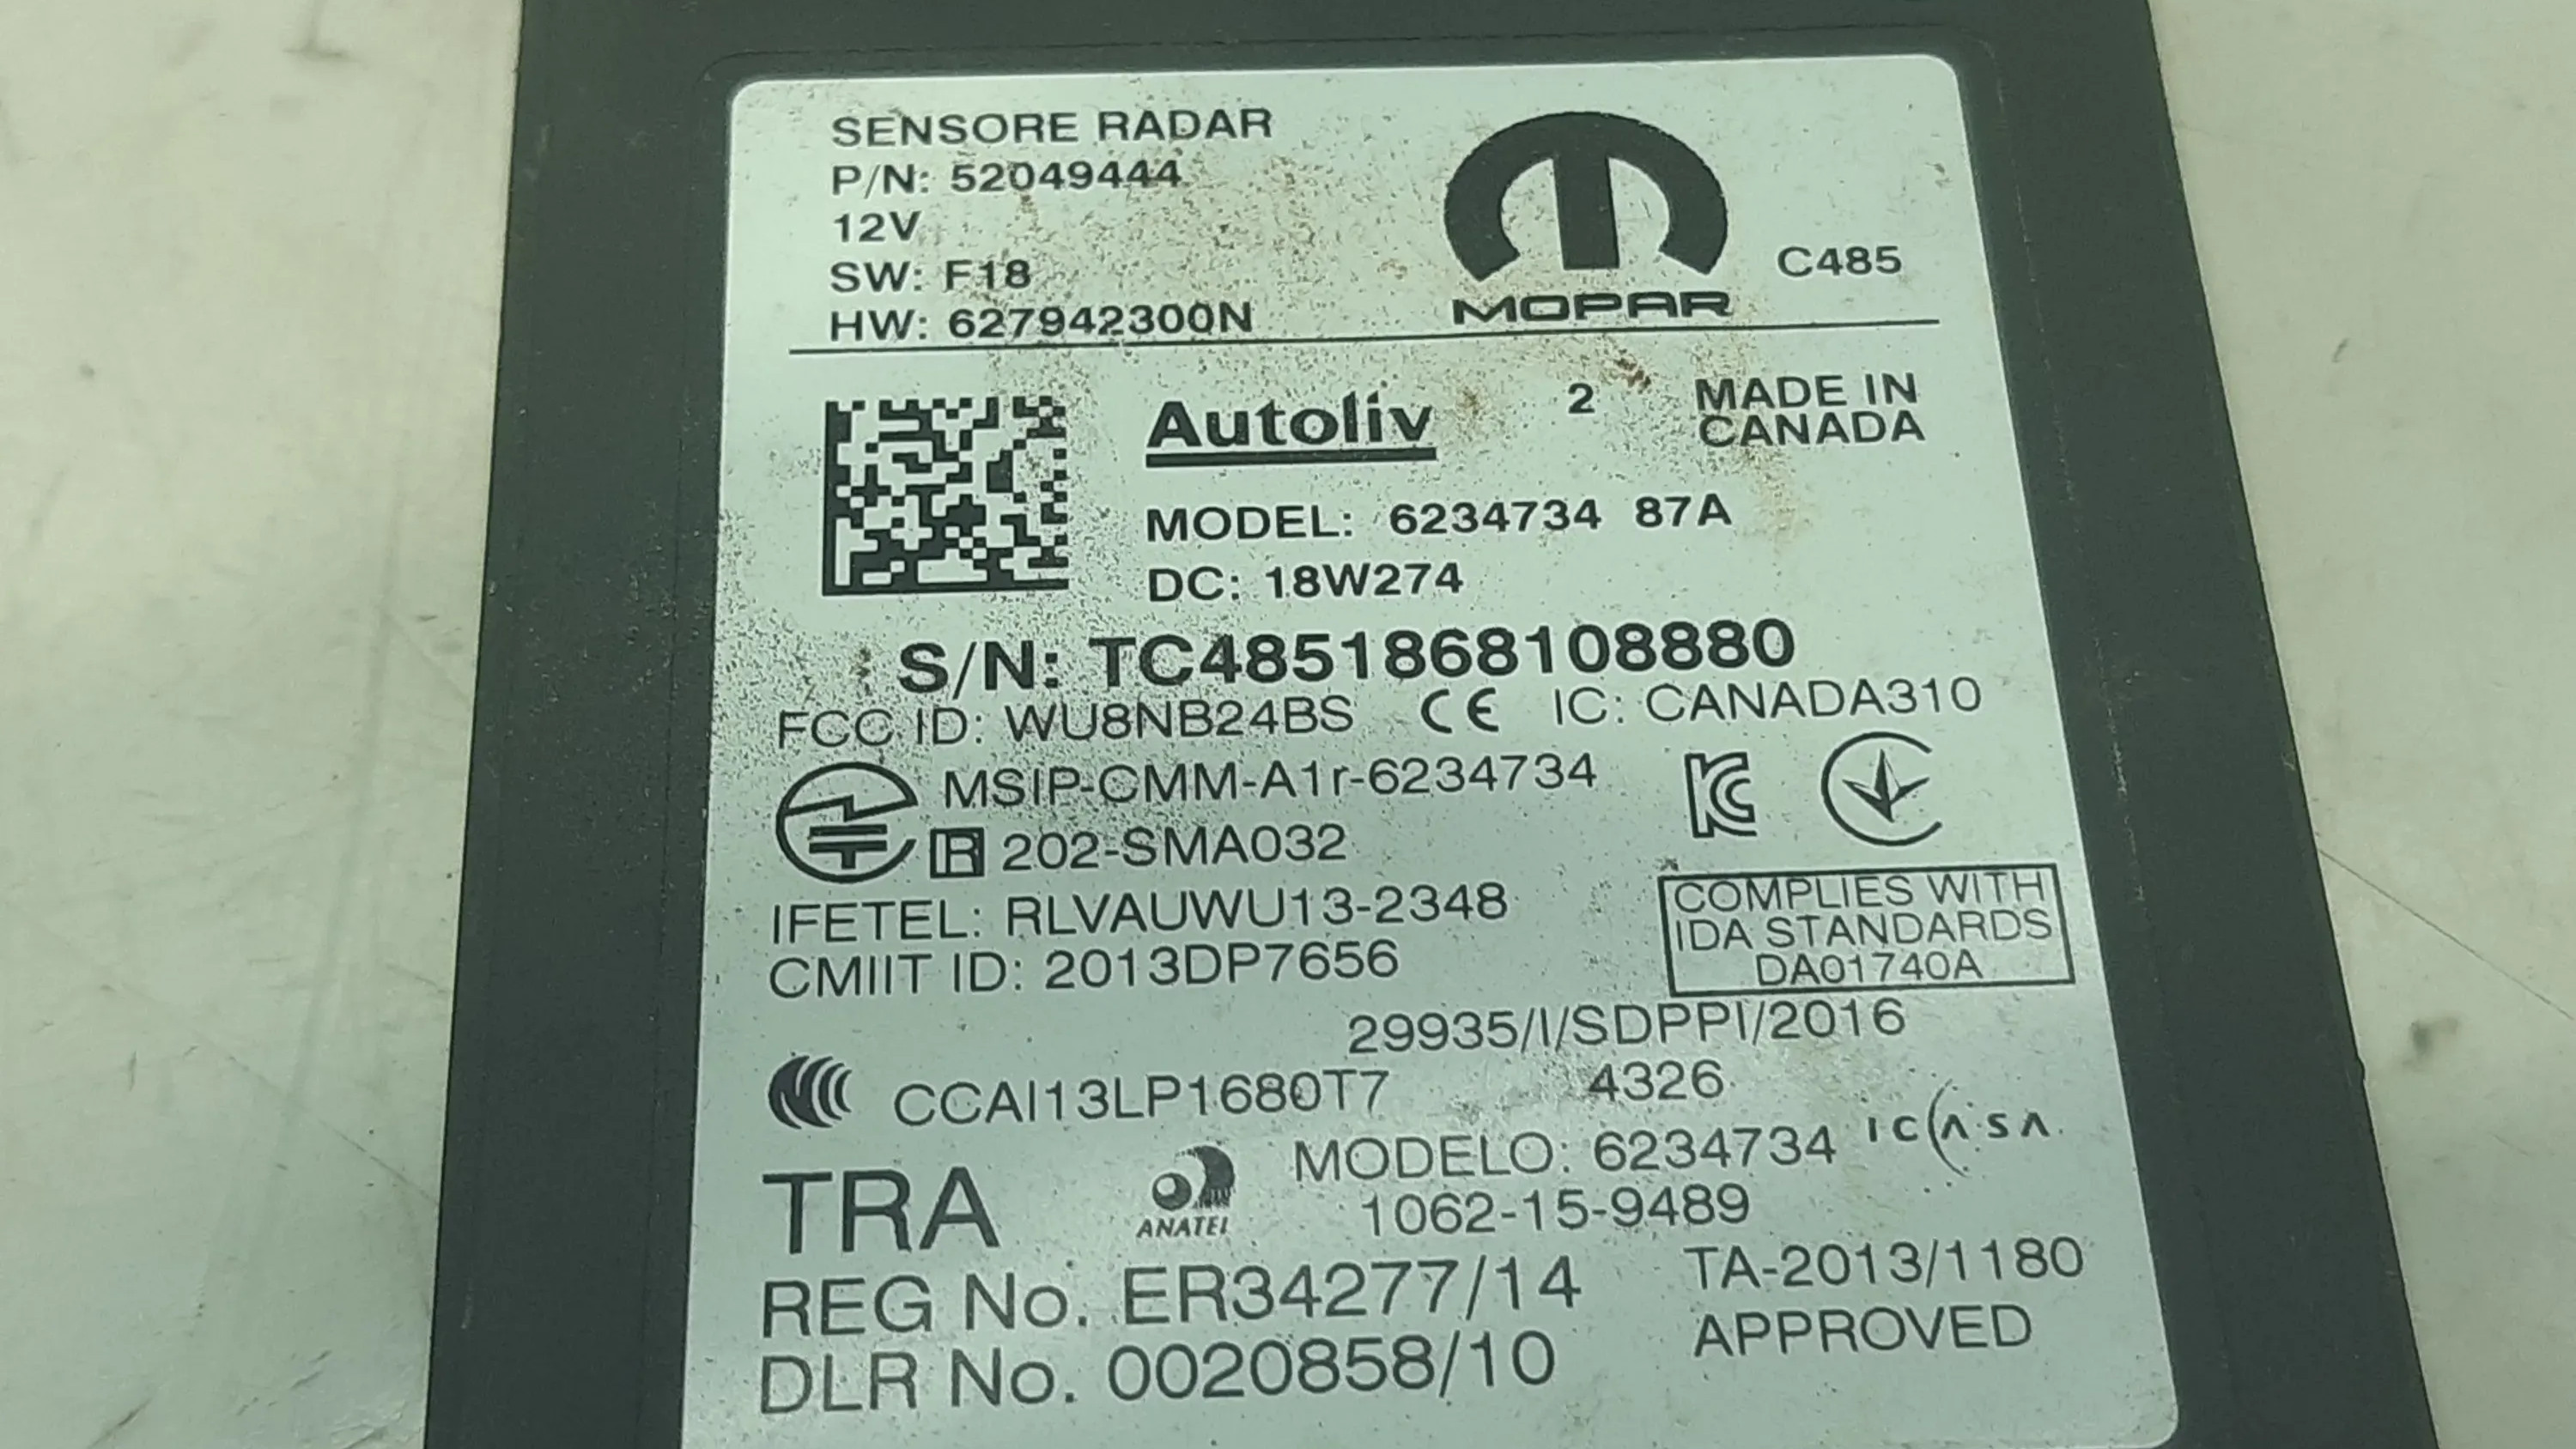 SENSORE RADAR
P/N: 52049444
12V
SW: F18
HW: 627942300N
MOPAR
C485
Autoliv
2
MADE IN
CANADA
MODEL: 6234734 87A
DC: 18W274
S/N: TC4851868108880
FCC ID: WU8NB24BS CE IC: CANADA310
MSIP-CMM-A1r-6234734
R 202-SMA032
IFETEL: RLVAUWU13-2348
CMIIT ID: 2013DP7656
COMPLIES WITH
IDA STANDARDS
DA01740A
29935/I/SDPPI/2016
4326
CCAI13LP1680T7
ICASA
MODELO: 6234734
1062-15-9489
TRA
ANATEL
REG No. ER34277/14
DLR No. 0020858/10
TA-2013/1180
APPROVED